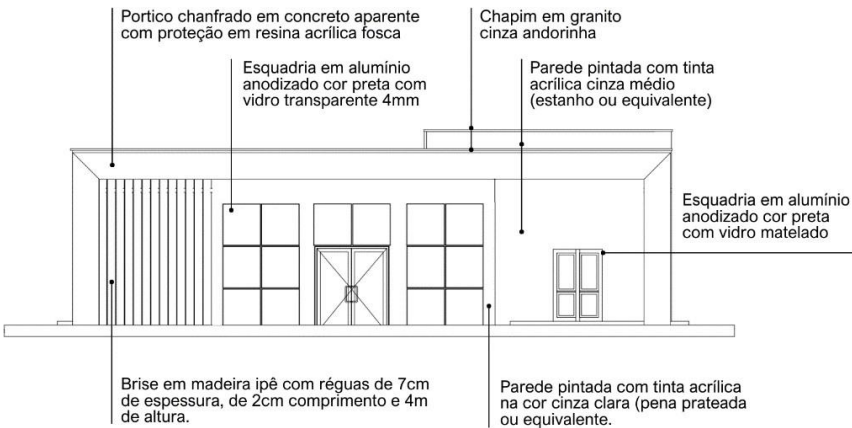 Portico chanfrado em concreto aparente
com proteção em resina acrílica fosca
Chapim em granito
cinza andorinha
Esquadria em alumínio
anodizado cor preta com
vidro transparente 4mm
Parede pintada com tinta
acrílica cinza médio
(estanho ou equivalente)
Esquadria em alumínio
anodizado cor preta
com vidro matelado
Brise em madeira ipê com réguas de 7cm
de espessura, de 2cm comprimento e 4m
de altura.
Parede pintada com tinta acrílica
na cor cinza clara (pena prateada
ou equivalente.